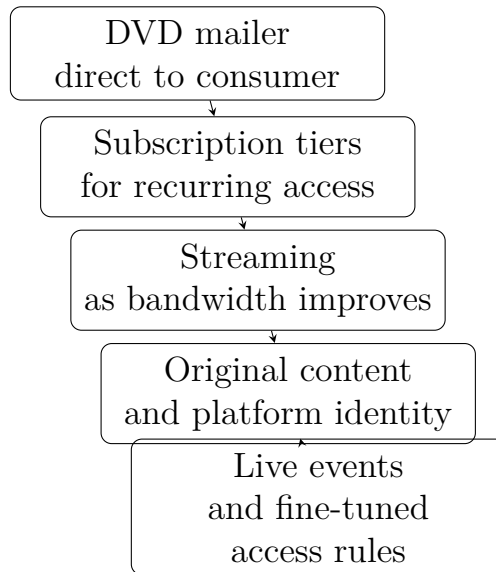 DVD mailer
direct to consumer
Subscription tiers
for recurring access
Streaming
as bandwidth improves
Original content
and platform identity
Live events
and fine-tuned
access rules